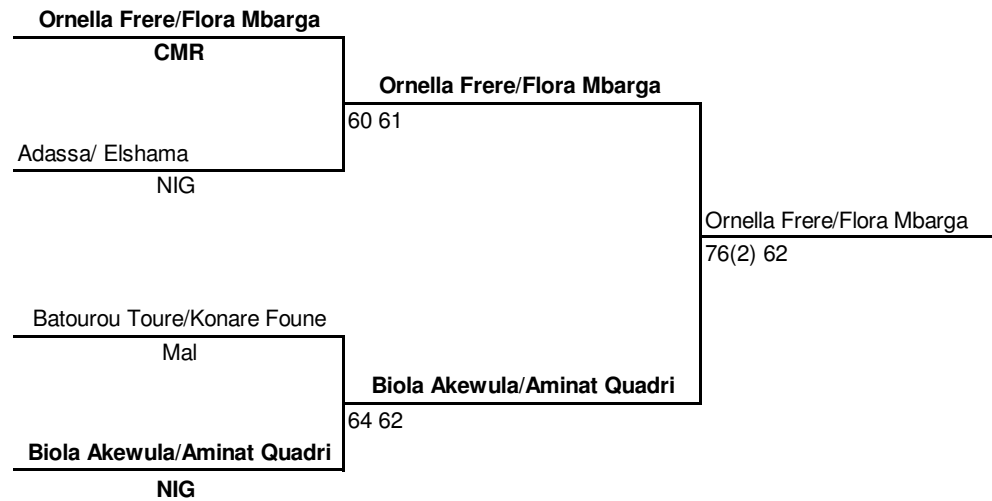 Ornella Frere/Flora Mbarga
CMR
Ornella Frere/Flora Mbarga
60 61
Adassa/ Elshama
NIG
Ornella Frere/Flora Mbarga
76(2) 62
Batourou Toure/Konare Foune
Mal
Biola Akewula/Aminat Quadri
64 62
Biola Akewula/Aminat Quadri
NIG